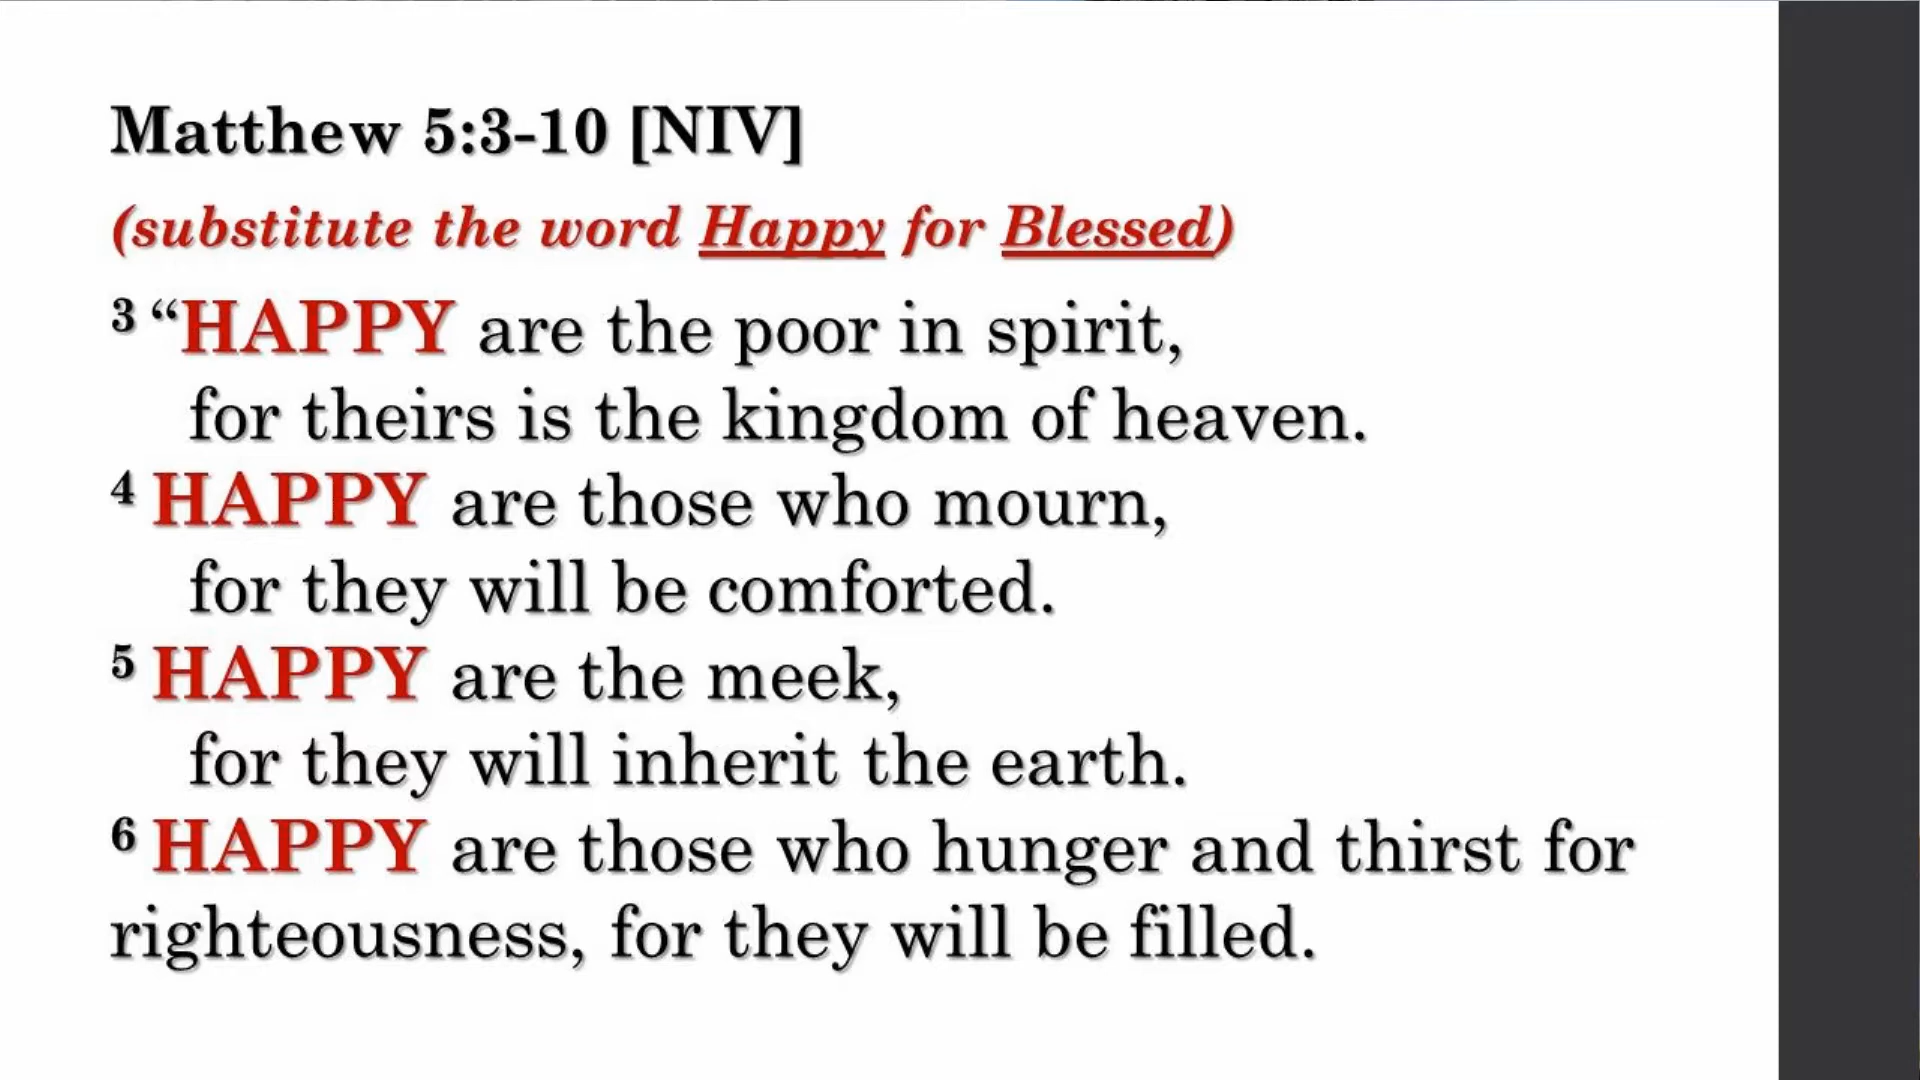 Matthew 5:3-10 [NIV]
(substitute the word Happy for Blessed)
3 “HAPPY are the poor in spirit,
for theirs is the kingdom of heaven.
4 HAPPY are those who mourn,
for they will be comforted.
5 HAPPY are the meek,
for they will inherit the earth.
6 HAPPY are those who hunger and thirst for
righteousness, for they will be filled.